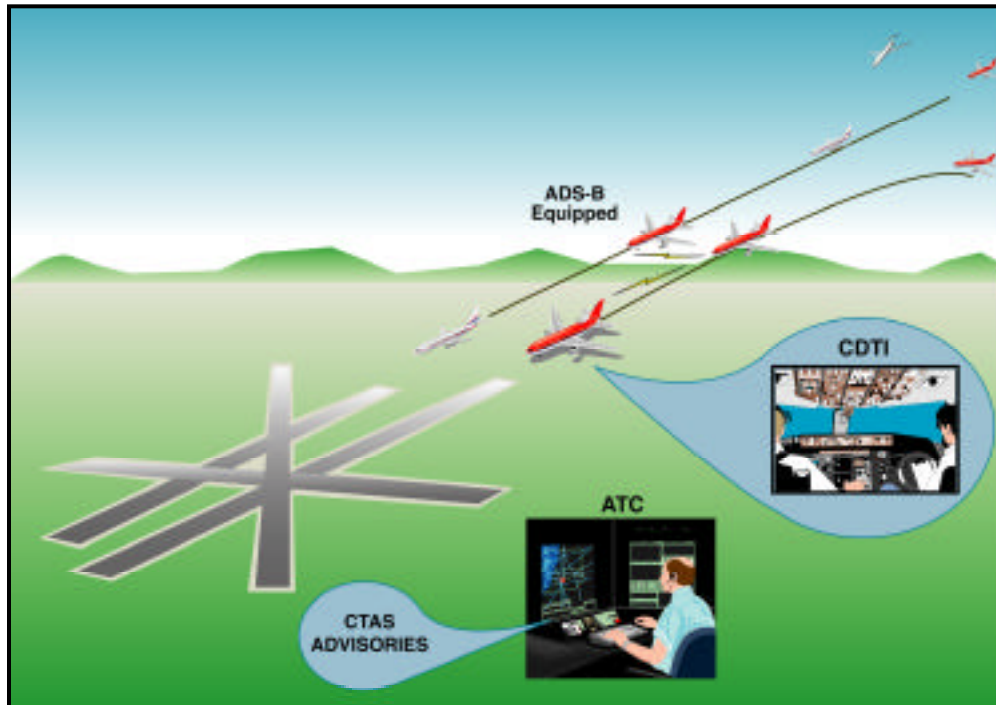 ADS-B
Equipped
CDTI
ATC
CTAS
ADVISORIES